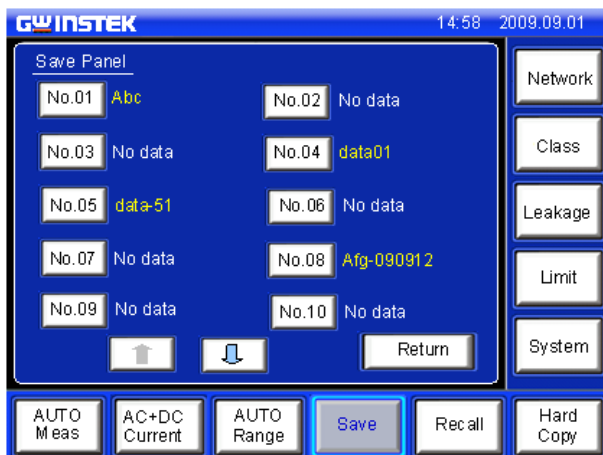 GWINSTEK 14:58 2009.09.01
Save Panel
No.01 Abc No.02 No data
No.03 No data No.04 data01
No.05 data-51 No.06 No data
No.07 No data No.08 Afg-090912
No.09 No data No.10 No data
Return
Network
Class
Leakage
Limit
System
AUTO
Meas
AC+DC
Current
AUTO
Range
Save
Recall
Hard
Copy